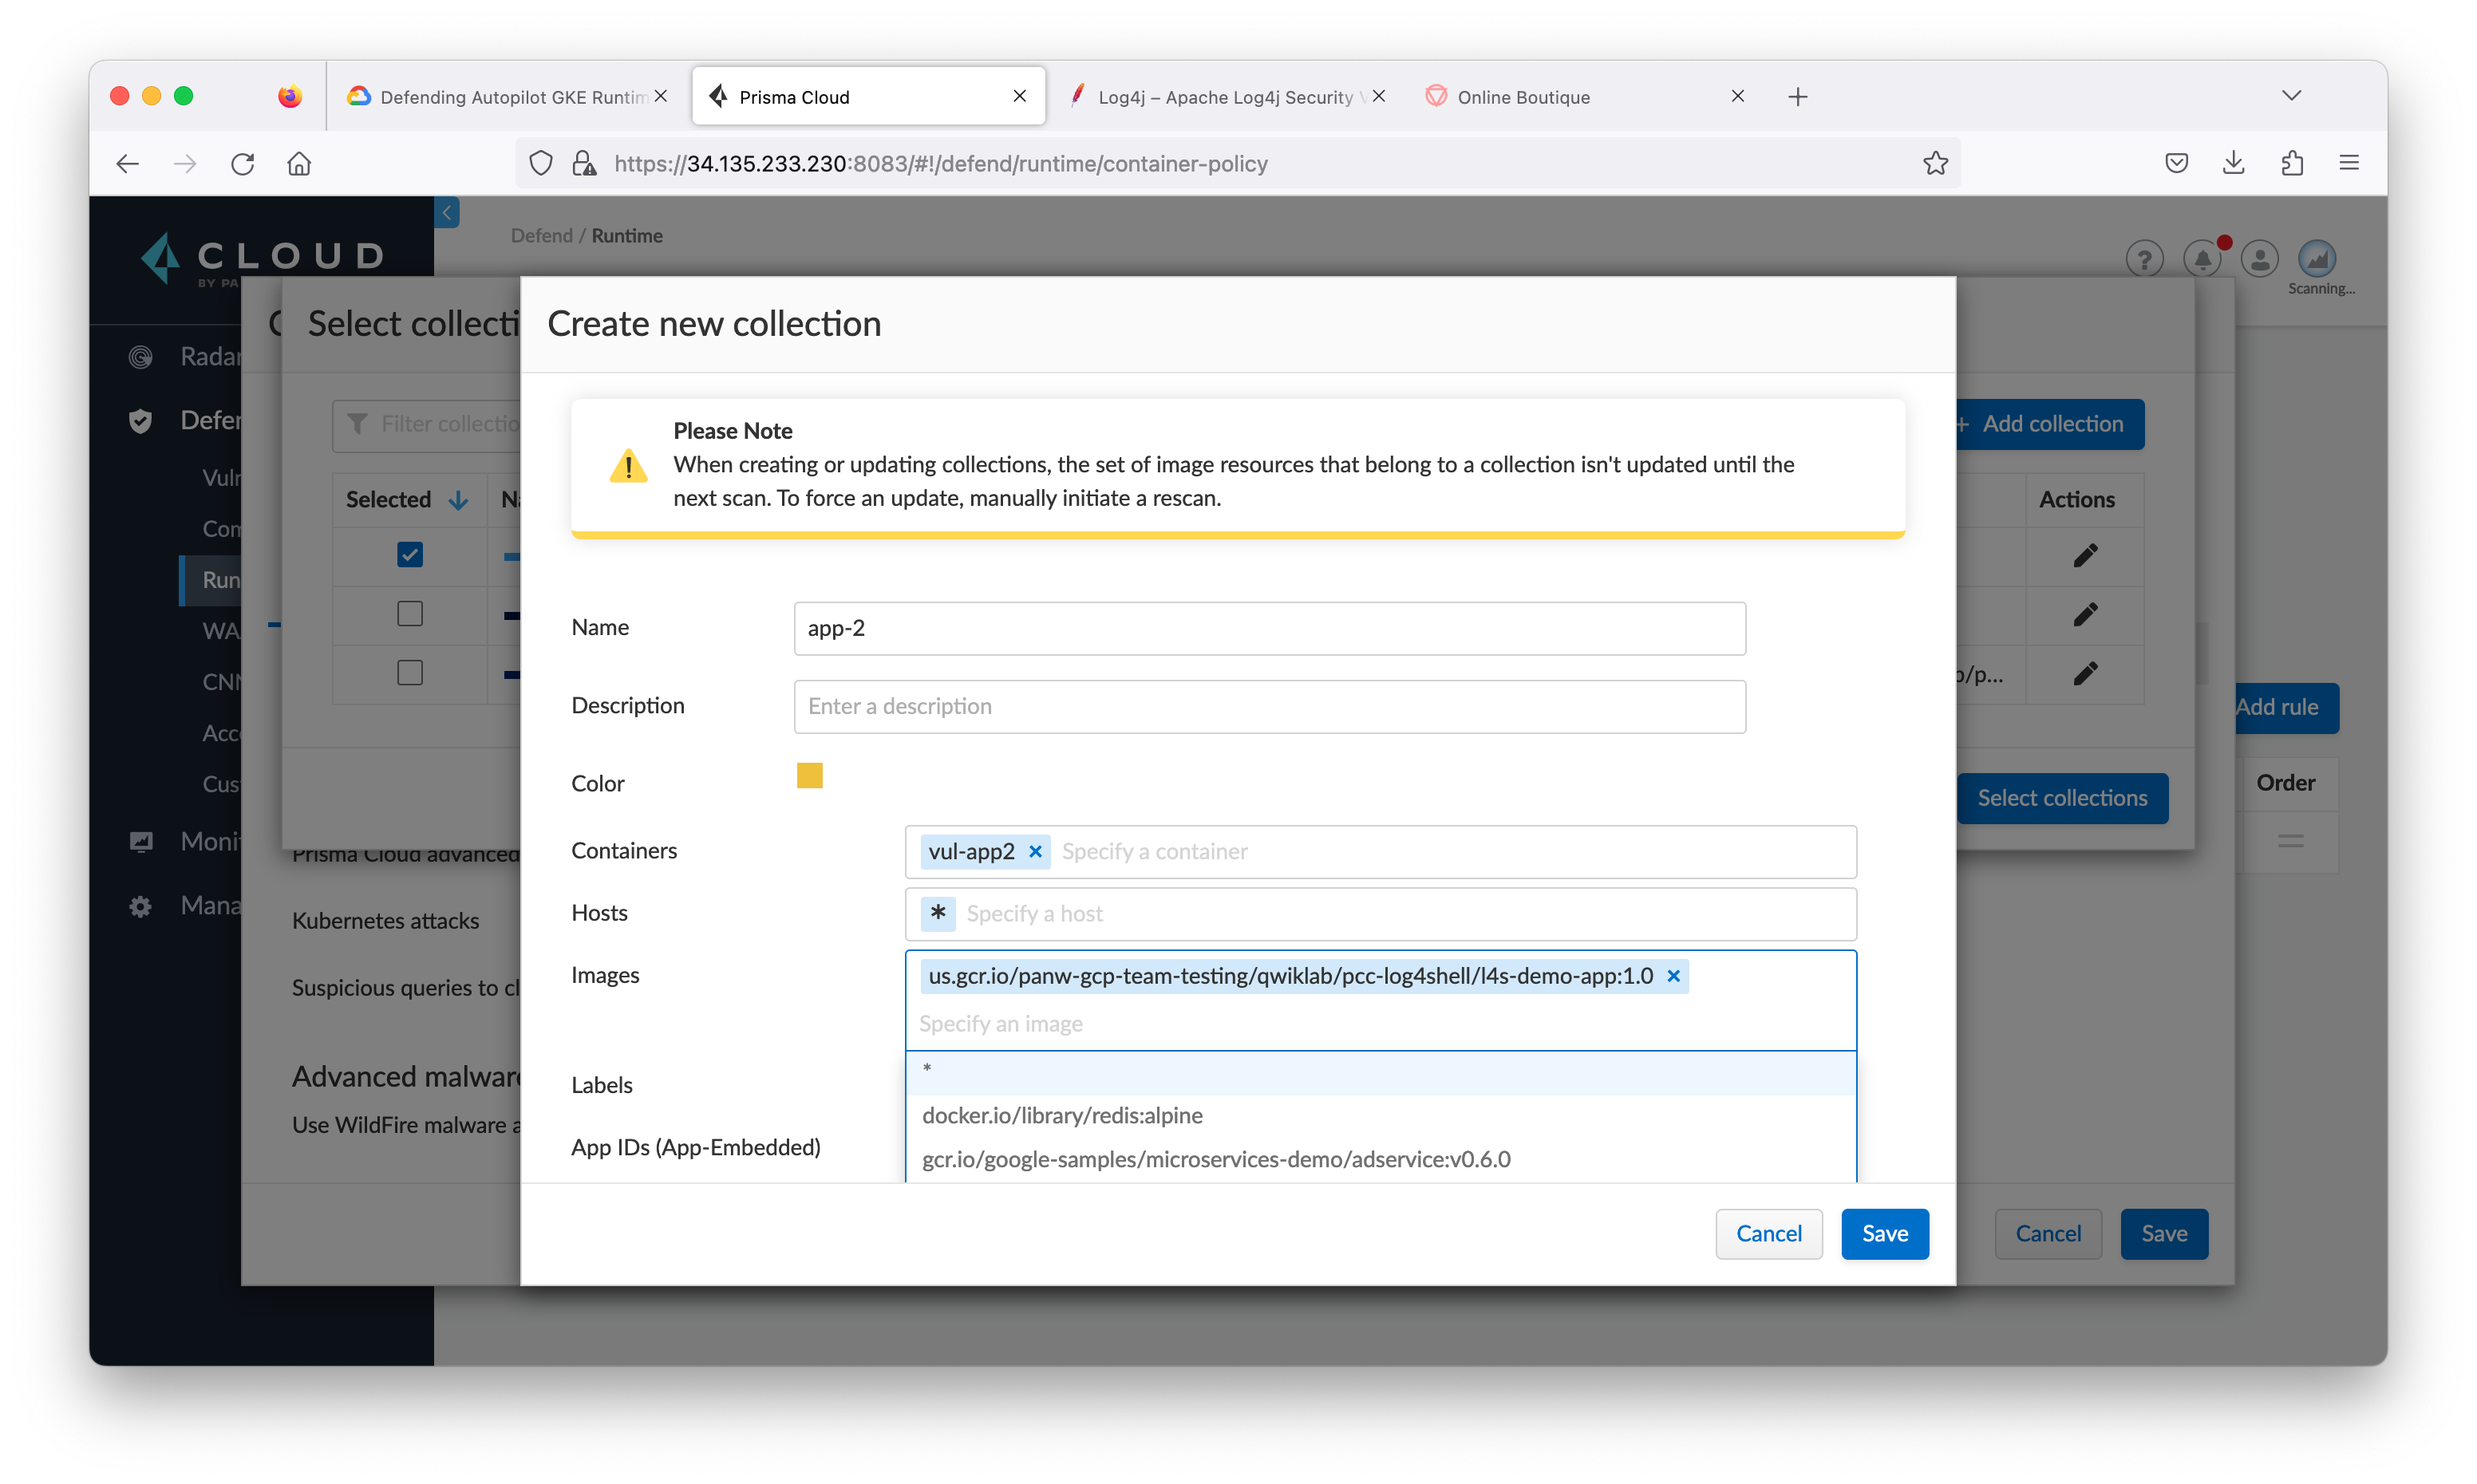 Defending Autopilot GKE Runtim
Prisma Cloud
Log4j – Apache Log4j Security V
Online Boutique
https://34.135.233.230:8083/#!/defend/runtime/container-policy
CLOUD
BY PA
Defend / Runtime
Scanning...
Radar
Defen
Vuln
Com
Run
WA
CNN
Acce
Cus
Monit
Mana
Select collecti
Filter collectio
Selected
Na
Add collection
Actions
o/p...
Select collections
Add rule
Order
Prisma Cloud advanced
Kubernetes attacks
Suspicious queries to cl
Advanced malware
Use WildFire malware a
Cancel
Save
Create new collection
Please Note
When creating or updating collections, the set of image resources that belong to a collection isn't updated until the
next scan. To force an update, manually initiate a rescan.
Name
app-2
Description
Enter a description
Color
Containers
vul-app2 × Specify a container
Hosts
* Specify a host
Images
us.gcr.io/panw-gcp-team-testing/qwiklab/pcc-log4shell/l4s-demo-app:1.0 ×
Specify an image
*
docker.io/library/redis:alpine
gcr.io/google-samples/microservices-demo/adservice:v0.6.0
Labels
App IDs (App-Embedded)
Cancel
Save